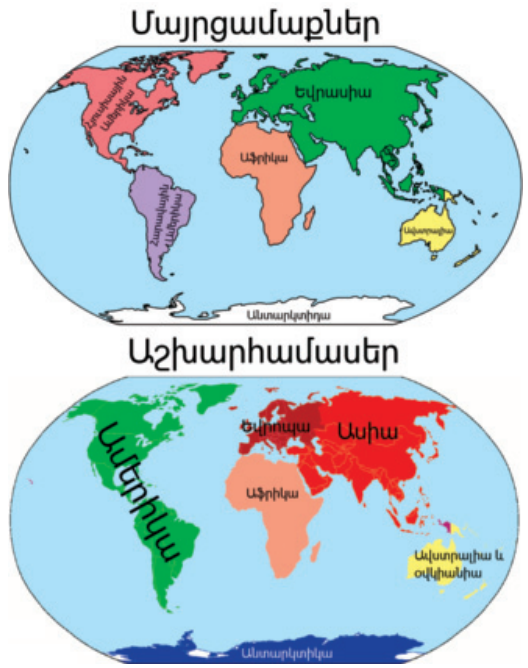 Մայրցամաքներ
Հյուսիսային
Ամերիկա
Եվրասիա
Աֆրիկա
Հարավային
Ամերիկա
Ավստրալիա
Անտարկտիդա
Աշխարհամասեր
Ամերիկա
Եվրոպա
Ասիա
Աֆրիկա
Ավստրալիա և
օվկիանիա
Անտարկտիկա